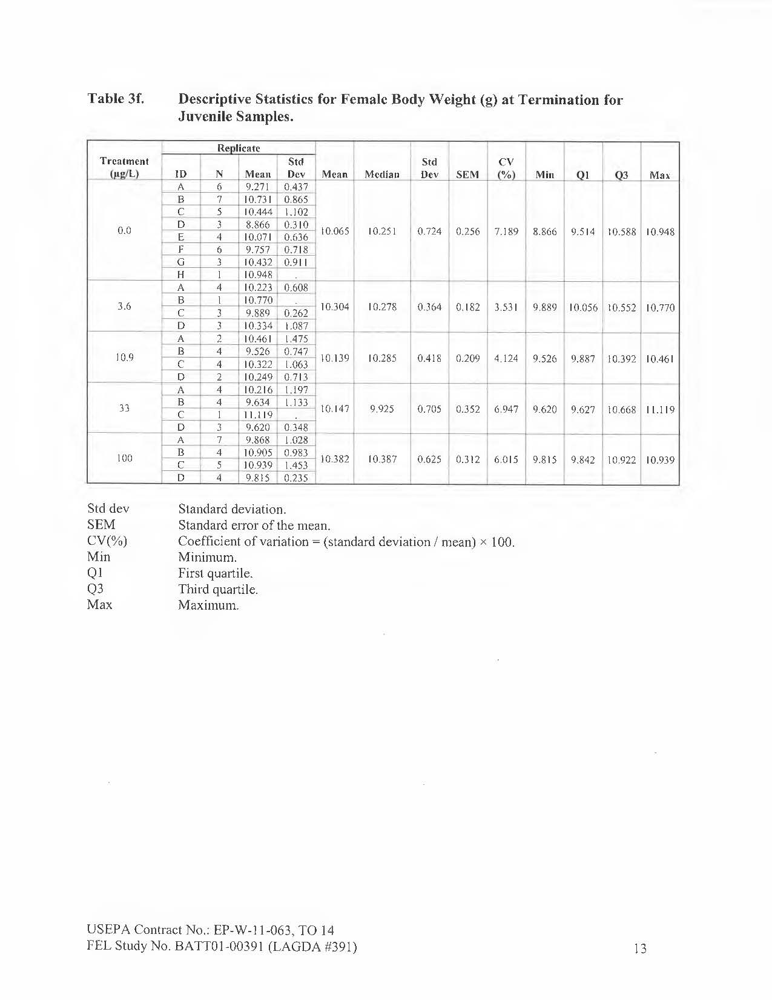 Table 3f. Descriptive Statistics for Female Body Weight (g) at Termination for
Juvenile Samples.
Replicate
Treatment Std Std CV
(µg/L) ID N Mean Dev Mean Median Dev SEM (%) Min Q1 Q3 Max
A 6 9.271 0.437
B 7 10.731 0.865
C 5 10.444 1.102
D 3 8.866 0.310
0.0 10.065 10.251 0.724 0.256 7.189 8.866 9.514 10.588 10.948
E 4 10.071 0.636
F 6 9.757 0.718
G 3 10.432 0.911
H 1 10.948 .
A 4 10.223 0.608
B 1 10.770 .
3.6 10.304 10.278 0.364 0.182 3.531 9.889 10.056 10.552 10.770
C 3 9.889 0.262
D 3 10.334 1.087
A 2 10.461 1.475
B 4 9.526 0.747
10.9 10.139 10.285 0.418 0.209 4.124 9.526 9.887 10.392 10.461
C 4 10.322 1.063
D 2 10.249 0.713
A 4 10.216 1.197
B 4 9.634 1.133
33 10.147 9.925 0.705 0.352 6.947 9.620 9.627 10.668 11.119
C 1 11.119 .
D 3 9.620 0.348
A 7 9.868 1.028
B 4 10.905 0.983
100 10.382 10.387 0.625 0.312 6.015 9.815 9.842 10.922 10.939
C 5 10.939 1.453
D 4 9.815 0.235
Std dev Standard deviation.
SEM Standard error of the mean.
CV(%) Coefficient of variation = (standard deviation / mean) × 100.
Min Minimum.
Q1 First quartile.
Q3 Third quartile.
Max Maximum.
USEPA Contract No.: EP-W-11-063, TO 14
FEL Study No. BATT01-00391 (LAGDA #391) 13